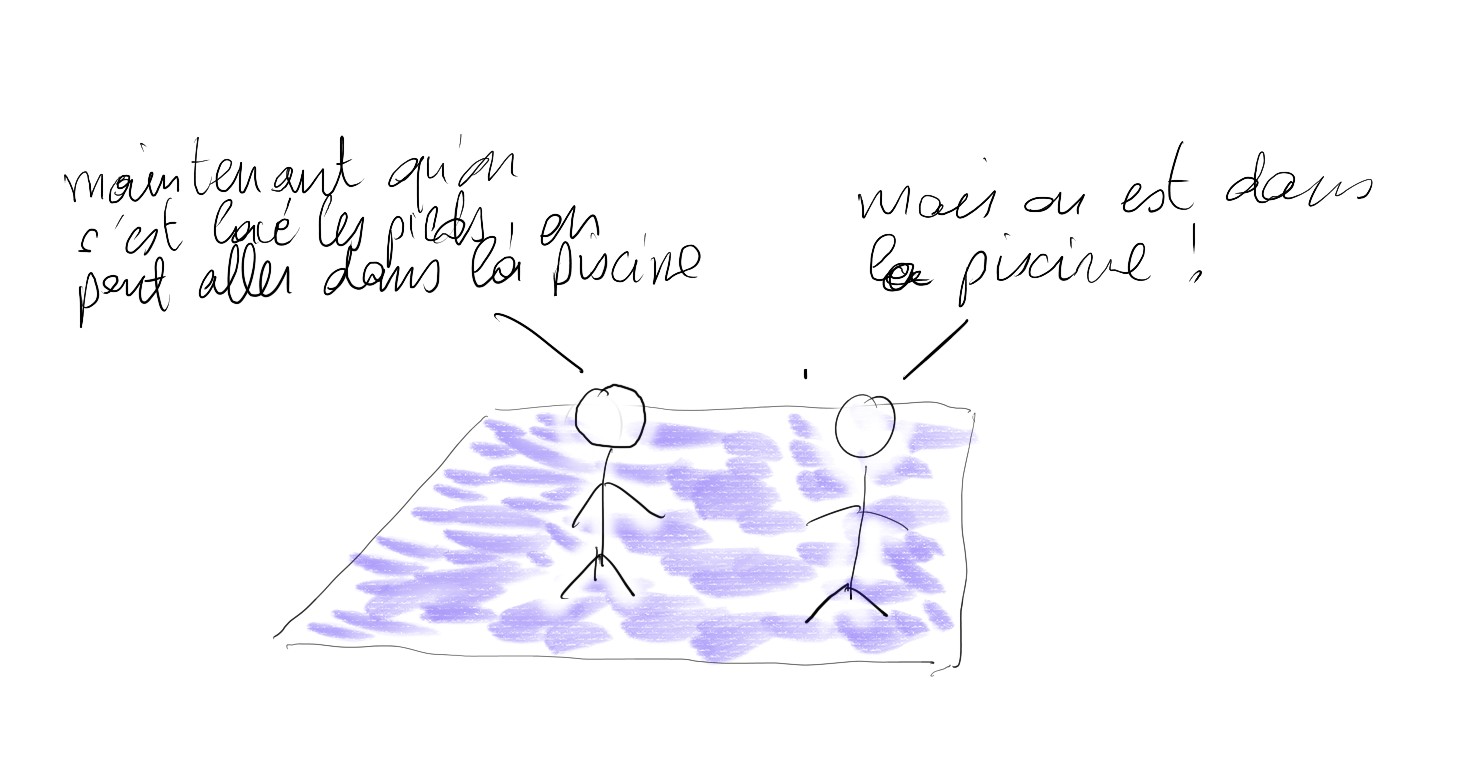 maintenant qu'on
s'est lavé les pieds, on
peut aller dans la piscine
mais on est dans
la piscine !